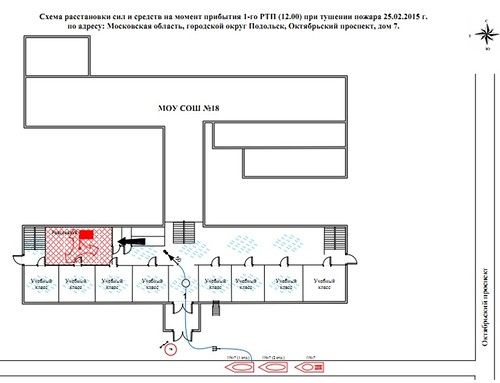 Схема расстановки сил и средств на момент прибытия 1-го РТП (12.00) при тушении пожара 25.02.2015 г.
по адресу: Московская область, городской округ Подольск, Октябрьский проспект, дом 7.
МОУ СОШ №18
Учебный класс
Учебный класс
Учебный класс
Учебный класс
Учебный класс
Учебный класс
Учебный класс
Учебный класс
Октябрьский проспект